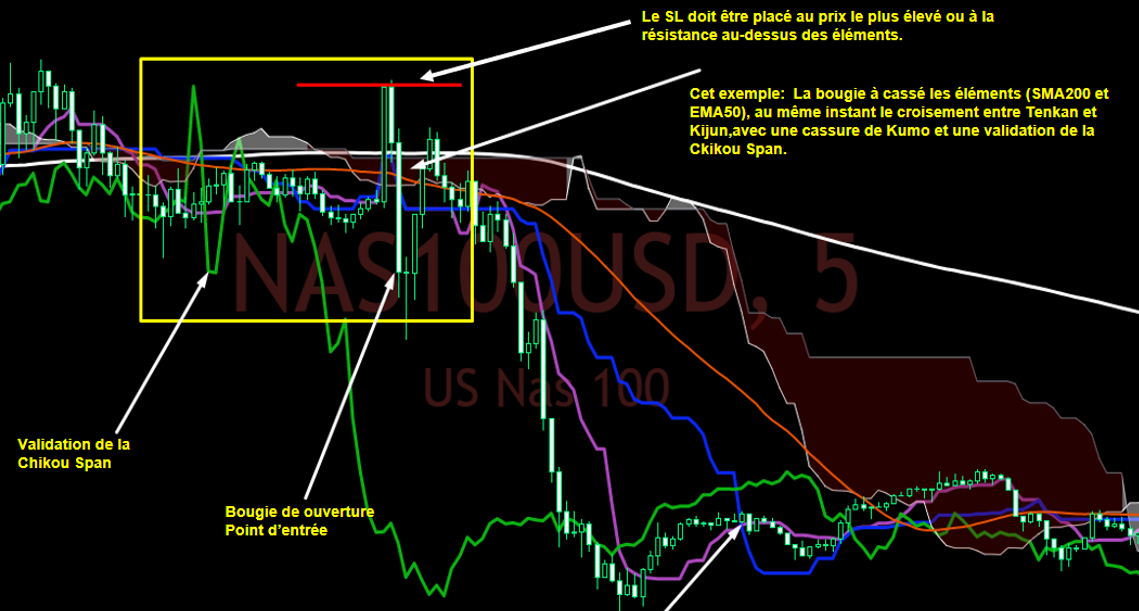 Le SL doit être placé au prix le plus élevé ou à la
résistance au-dessus des éléments.
Cet exemple:  La bougie à cassé les éléments (SMA200 et
EMA50), au même instant le croisement entre Tenkan et
Kijun,avec une cassure de Kumo et une validation de la
Ckikou Span.
NAS100USD, 5
US Nas 100
Validation de la
Chikou Span
Bougie de ouverture
Point d'entrée